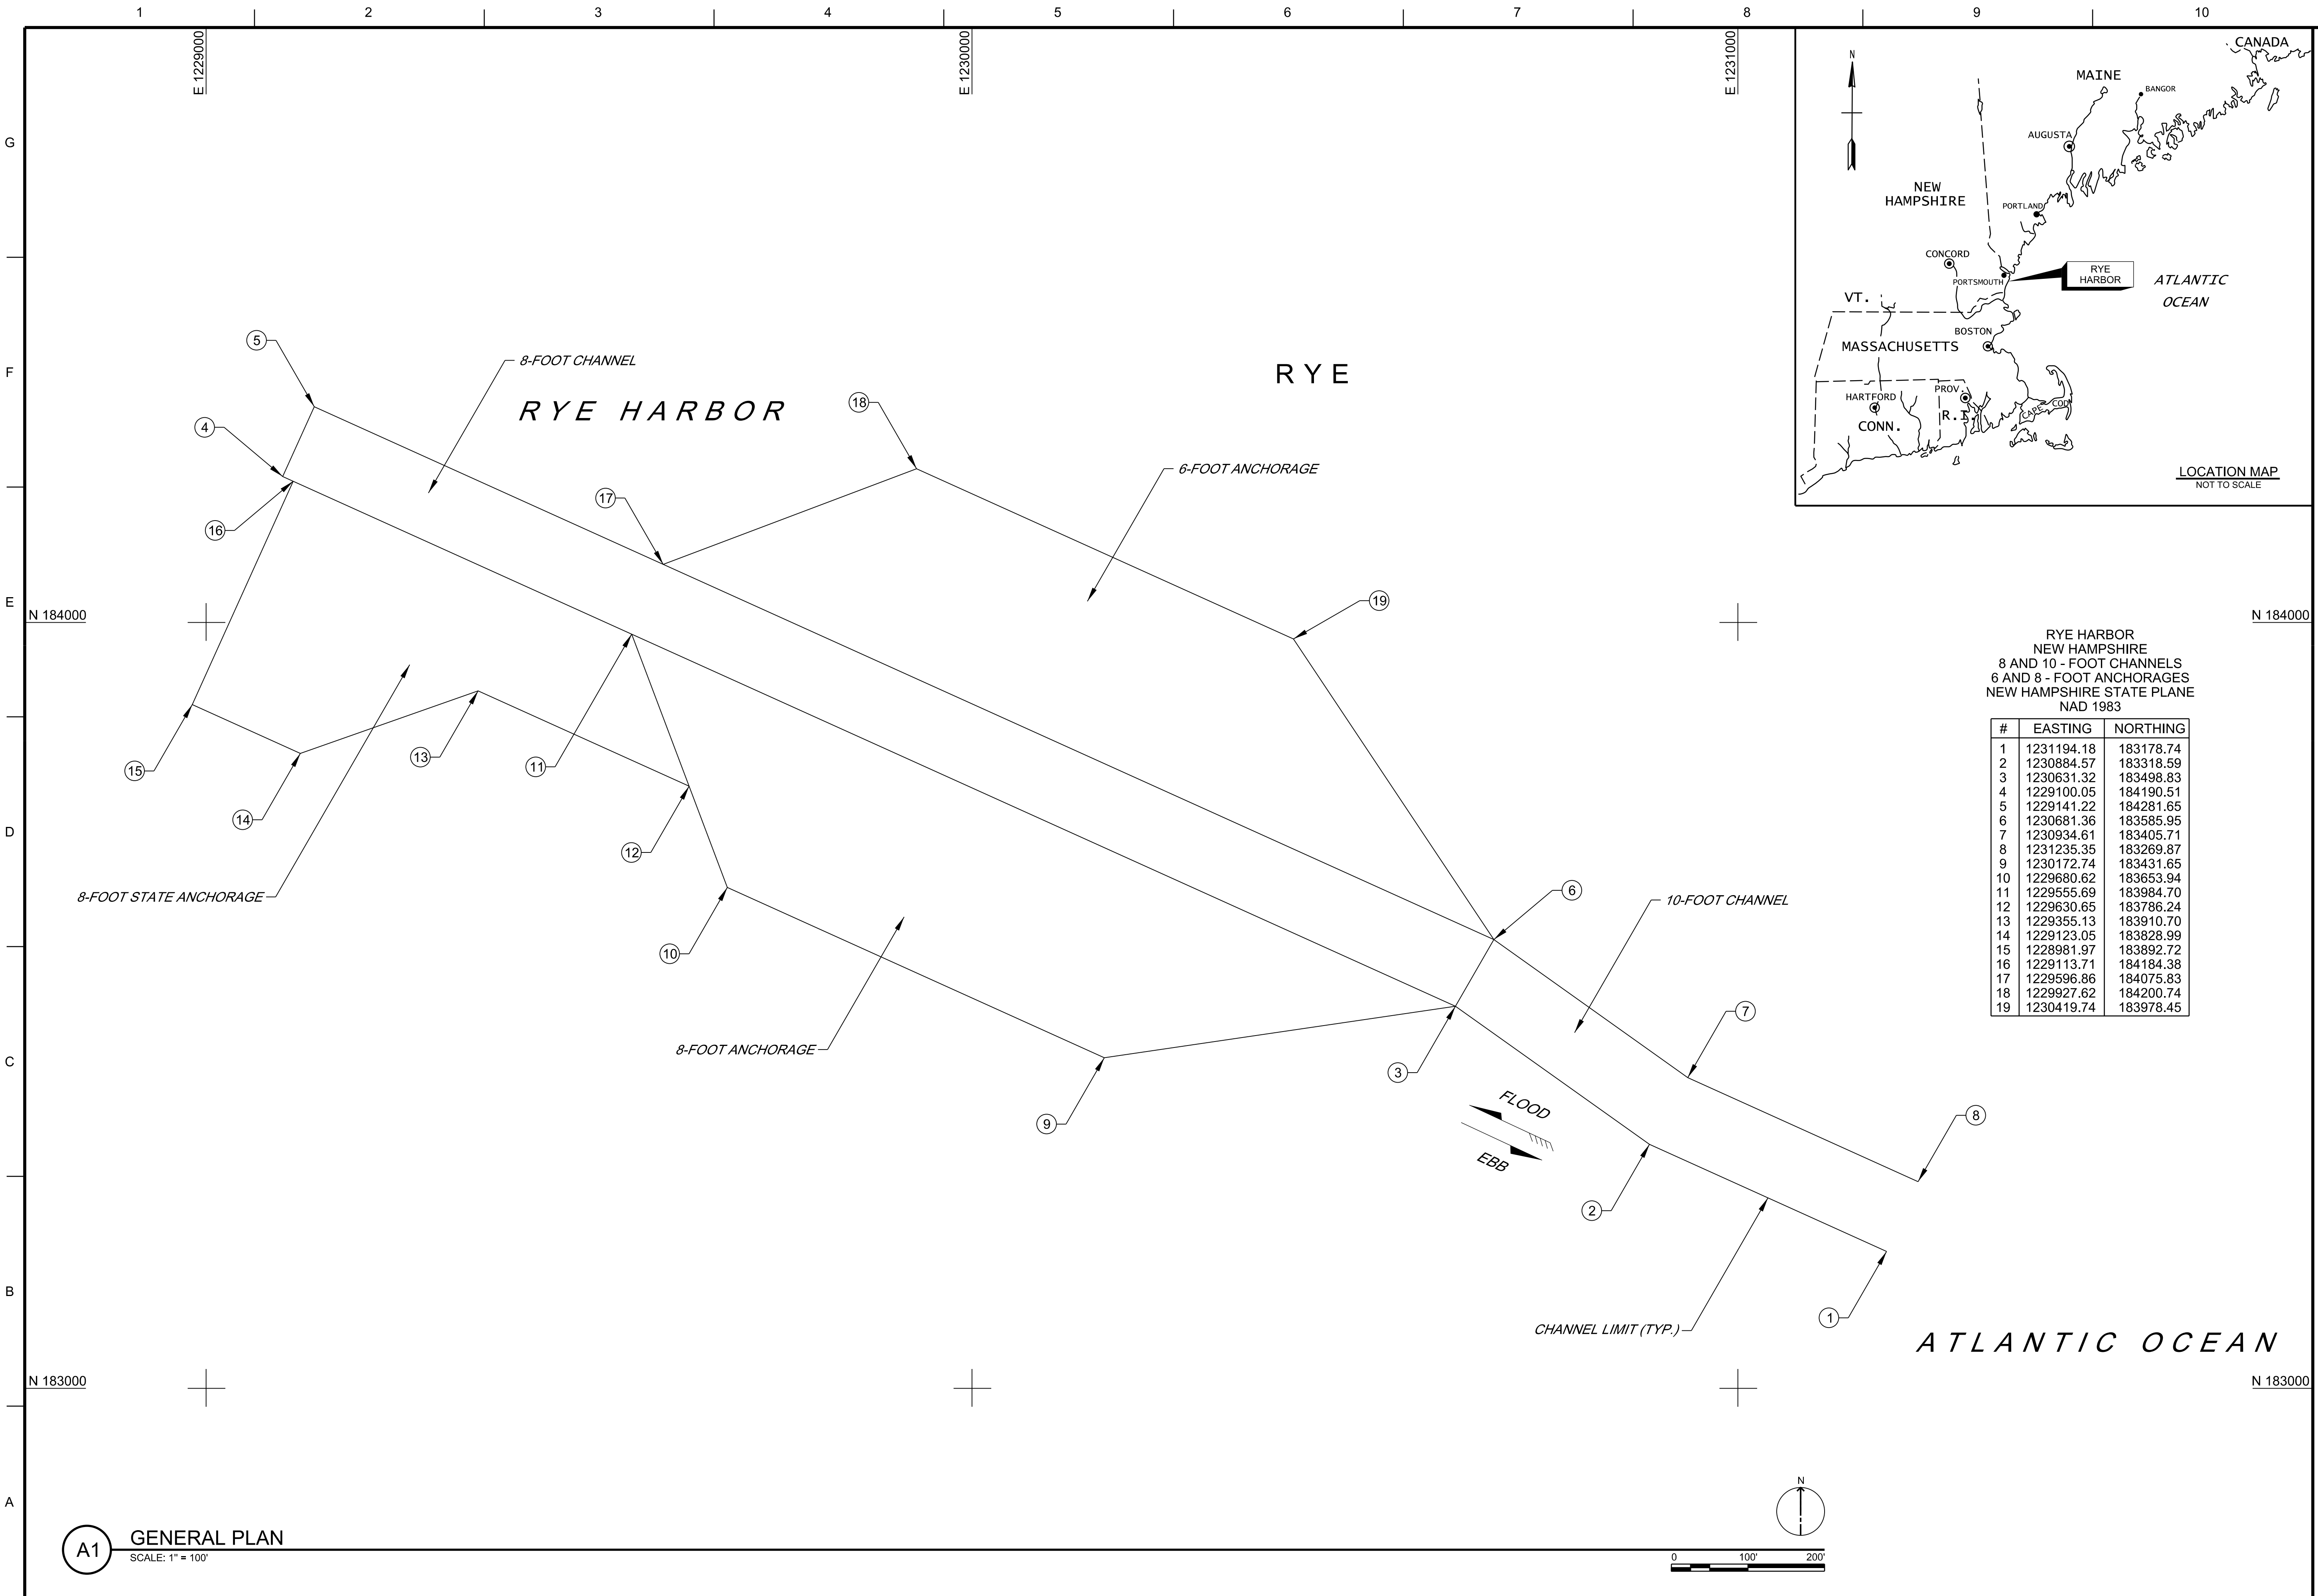 1 2 3 4 5 6 7 8 9 10
E 1229000
E 1230000
E 1231000
G
F
E
D
C
B
A
N
CANADA
MAINE
BANGOR
AUGUSTA
NEW
HAMPSHIRE
PORTLAND
CONCORD
PORTSMOUTH
RYE
HARBOR
ATLANTIC
OCEAN
VT.
BOSTON
MASSACHUSETTS
HARTFORD
PROV.
R.I.
CONN.
CAPE COD
LOCATION MAP
NOT TO SCALE
5
8-FOOT CHANNEL
RYE
RYE HARBOR
18
4
6-FOOT ANCHORAGE
17
16
19
N 184000
N 184000
15
13
11
14
12
8-FOOT STATE ANCHORAGE
6
10-FOOT CHANNEL
10
7
8-FOOT ANCHORAGE
3
9
FLOOD
EBB
8
2
1
CHANNEL LIMIT (TYP.)
ATLANTIC OCEAN
N 183000
N 183000
RYE HARBOR
NEW HAMPSHIRE
8 AND 10 - FOOT CHANNELS
6 AND 8 - FOOT ANCHORAGES
NEW HAMPSHIRE STATE PLANE
NAD 1983
# EASTING NORTHING
1 1231194.18 183178.74
2 1230884.57 183318.59
3 1230631.32 183498.83
4 1229100.05 184190.51
5 1229141.22 184281.65
6 1230681.36 183585.95
7 1230934.61 183405.71
8 1231235.35 183269.87
9 1230172.74 183431.65
10 1229680.62 183653.94
11 1229555.69 183984.70
12 1229630.65 183786.24
13 1229355.13 183910.70
14 1229123.05 183828.99
15 1228981.97 183892.72
16 1229113.71 184184.38
17 1229596.86 184075.83
18 1229927.62 184200.74
19 1230419.74 183978.45
A1
GENERAL PLAN
SCALE: 1" = 100'
N
0 100' 200'